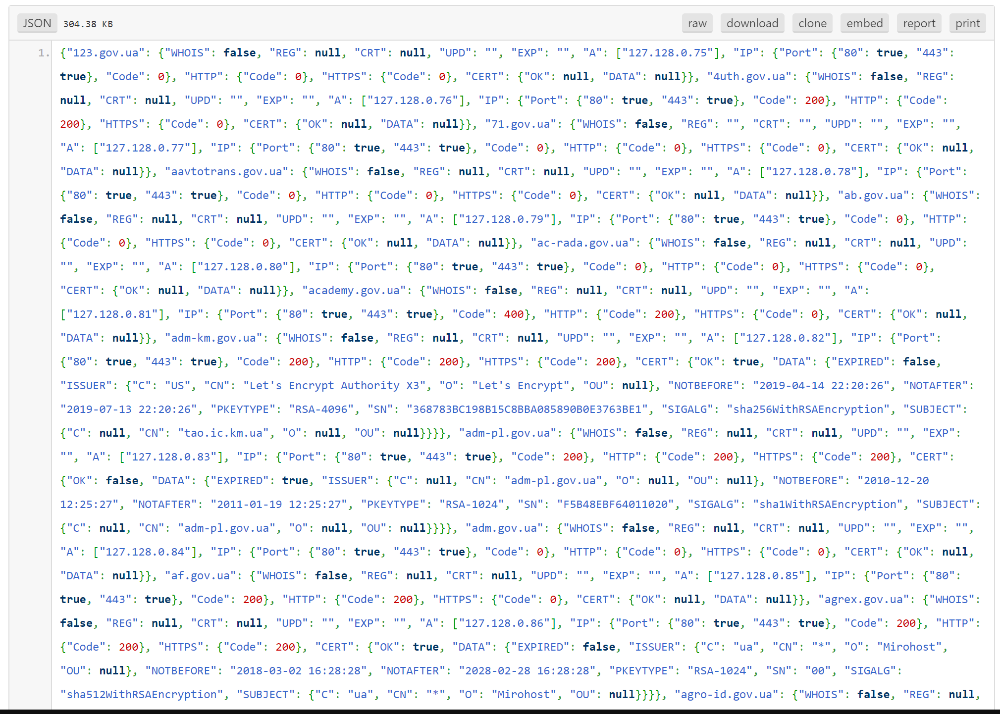 JSON 304.38 KB raw download clone embed report print
1. {"123.gov.ua": {"WHOIS": false, "REG": null, "CRT": null, "UPD": "", "EXP": "", "A": ["127.128.0.75"], "IP": {"Port": {"80": true, "443":
true}, "Code": 0}, "HTTP": {"Code": 0}, "HTTPS": {"Code": 0}, "CERT": {"OK": null, "DATA": null}}, "4uth.gov.ua": {"WHOIS": false, "REG":
null, "CRT": null, "UPD": "", "EXP": "", "A": ["127.128.0.76"], "IP": {"Port": {"80": true, "443": true}, "Code": 200}, "HTTP": {"Code":
200}, "HTTPS": {"Code": 0}, "CERT": {"OK": null, "DATA": null}}, "71.gov.ua": {"WHOIS": false, "REG": "", "CRT": "", "UPD": "", "EXP": "",
"A": ["127.128.0.77"], "IP": {"Port": {"80": true, "443": true}, "Code": 0}, "HTTP": {"Code": 0}, "HTTPS": {"Code": 0}, "CERT": {"OK": null,
"DATA": null}}, "aavtotrans.gov.ua": {"WHOIS": false, "REG": null, "CRT": null, "UPD": "", "EXP": "", "A": ["127.128.0.78"], "IP": {"Port":
{"80": true, "443": true}, "Code": 0}, "HTTP": {"Code": 0}, "HTTPS": {"Code": 0}, "CERT": {"OK": null, "DATA": null}}, "ab.gov.ua": {"WHOIS":
false, "REG": null, "CRT": null, "UPD": "", "EXP": "", "A": ["127.128.0.79"], "IP": {"Port": {"80": true, "443": true}, "Code": 0}, "HTTP":
{"Code": 0}, "HTTPS": {"Code": 0}, "CERT": {"OK": null, "DATA": null}}, "ac-rada.gov.ua": {"WHOIS": false, "REG": null, "CRT": null, "UPD":
"", "EXP": "", "A": ["127.128.0.80"], "IP": {"Port": {"80": true, "443": true}, "Code": 0}, "HTTP": {"Code": 0}, "HTTPS": {"Code": 0},
"CERT": {"OK": null, "DATA": null}}, "academy.gov.ua": {"WHOIS": false, "REG": null, "CRT": null, "UPD": "", "EXP": "", "A":
["127.128.0.81"], "IP": {"Port": {"80": true, "443": true}, "Code": 400}, "HTTP": {"Code": 200}, "HTTPS": {"Code": 0}, "CERT": {"OK": null,
"DATA": null}}, "adm-km.gov.ua": {"WHOIS": false, "REG": null, "CRT": null, "UPD": "", "EXP": "", "A": ["127.128.0.82"], "IP": {"Port":
{"80": true, "443": true}, "Code": 200}, "HTTP": {"Code": 200}, "HTTPS": {"Code": 200}, "CERT": {"OK": true, "DATA": {"EXPIRED": false,
"ISSUER": {"C": "US", "CN": "Let's Encrypt Authority X3", "O": "Let's Encrypt", "OU": null}, "NOTBEFORE": "2019-04-14 22:20:26", "NOTAFTER":
"2019-07-13 22:20:26", "PKEYTYPE": "RSA-4096", "SN": "368783BC198B15C8BBA085890B0E3763BE1", "SIGALG": "sha256WithRSAEncryption", "SUBJECT":
{"C": null, "CN": "tao.ic.km.ua", "O": null, "OU": null}}}}, "adm-pl.gov.ua": {"WHOIS": false, "REG": null, "CRT": null, "UPD": "", "EXP":
"", "A": ["127.128.0.83"], "IP": {"Port": {"80": true, "443": true}, "Code": 200}, "HTTP": {"Code": 200}, "HTTPS": {"Code": 200}, "CERT":
{"OK": false, "DATA": {"EXPIRED": true, "ISSUER": {"C": null, "CN": "adm-pl.gov.ua", "O": null, "OU": null}, "NOTBEFORE": "2010-12-20
12:25:27", "NOTAFTER": "2011-01-19 12:25:27", "PKEYTYPE": "RSA-1024", "SN": "F5B48EBF64011020", "SIGALG": "sha1WithRSAEncryption", "SUBJECT":
{"C": null, "CN": "adm-pl.gov.ua", "O": null, "OU": null}}}}, "adm.gov.ua": {"WHOIS": false, "REG": null, "CRT": null, "UPD": "", "EXP": "",
"A": ["127.128.0.84"], "IP": {"Port": {"80": true, "443": true}, "Code": 0}, "HTTP": {"Code": 0}, "HTTPS": {"Code": 0}, "CERT": {"OK": null,
"DATA": null}}, "af.gov.ua": {"WHOIS": false, "REG": null, "CRT": null, "UPD": "", "EXP": "", "A": ["127.128.0.85"], "IP": {"Port": {"80":
true, "443": true}, "Code": 200}, "HTTP": {"Code": 200}, "HTTPS": {"Code": 0}, "CERT": {"OK": null, "DATA": null}}, "agrex.gov.ua": {"WHOIS":
false, "REG": null, "CRT": null, "UPD": "", "EXP": "", "A": ["127.128.0.86"], "IP": {"Port": {"80": true, "443": true}, "Code": 200}, "HTTP":
{"Code": 200}, "HTTPS": {"Code": 200}, "CERT": {"OK": true, "DATA": {"EXPIRED": false, "ISSUER": {"C": "ua", "CN": "*", "O": "Mirohost",
"OU": null}, "NOTBEFORE": "2018-03-02 16:28:28", "NOTAFTER": "2028-02-28 16:28:28", "PKEYTYPE": "RSA-1024", "SN": "00", "SIGALG":
"sha512WithRSAEncryption", "SUBJECT": {"C": "ua", "CN": "*", "O": "Mirohost", "OU": null}}}}, "agro-id.gov.ua": {"WHOIS": false, "REG": null,